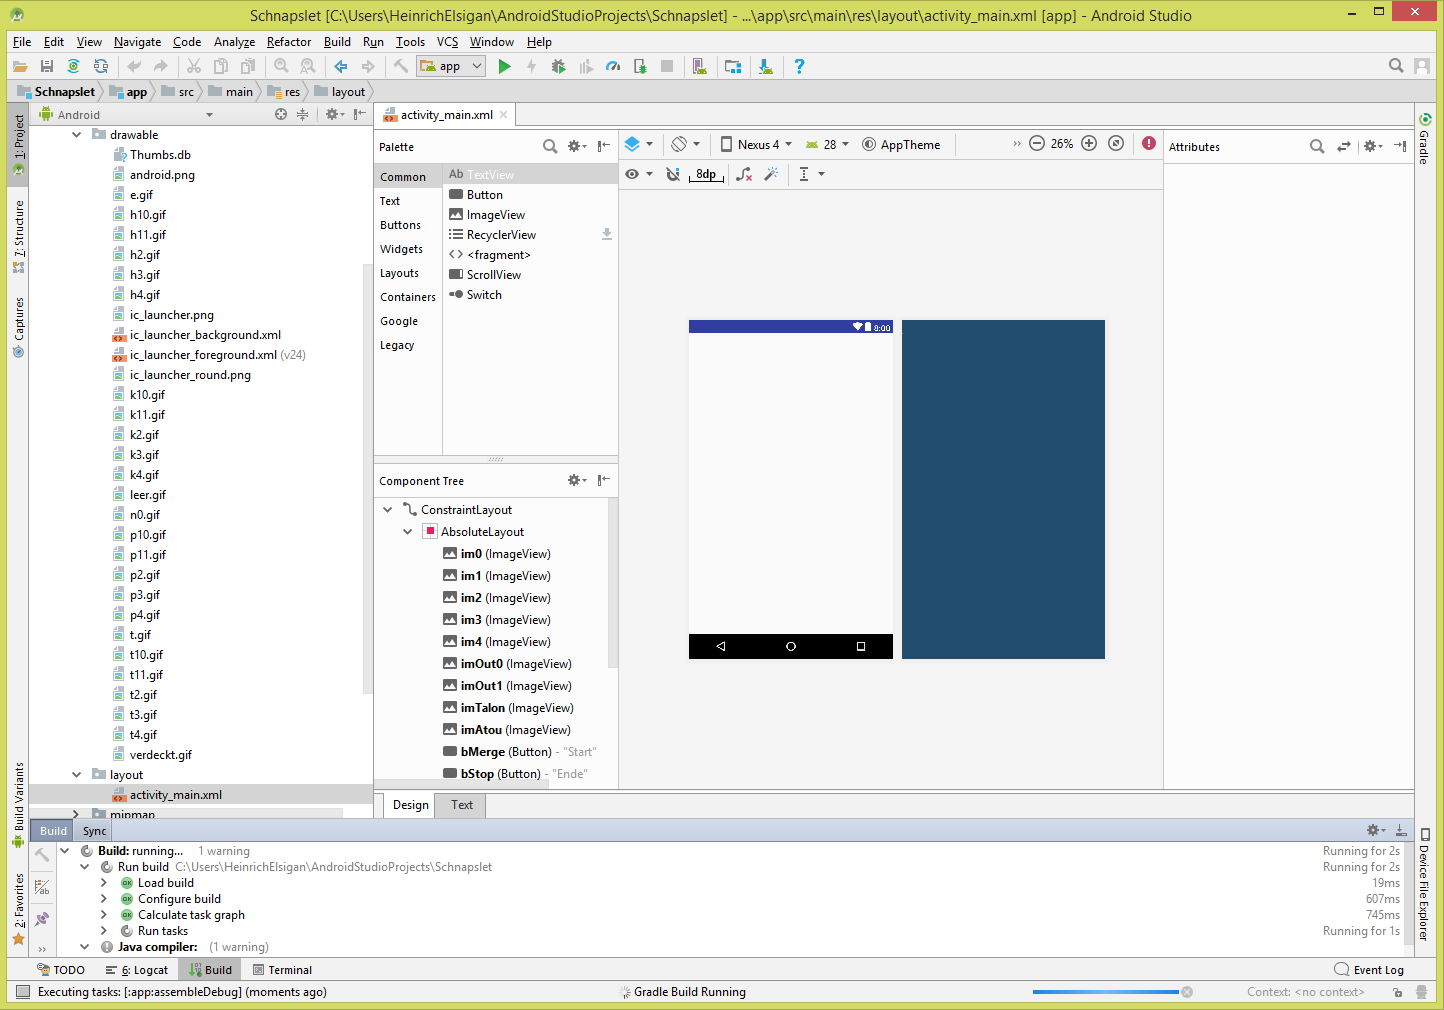 Schnapslet [C:\Users\HeinrichElsigan\AndroidStudioProjects\Schnapslet] - ...\app\src\main\res\layout\activity_main.xml [app] - Android Studio
File Edit View Navigate Code Analyze Refactor Build Run Tools VCS Window Help
app
Schnapslet app src main res layout
1: Project
7: Structure
Captures
Build Variants
2: Favorites
Android
drawable
Thumbs.db
android.png
e.gif
h10.gif
h11.gif
h2.gif
h3.gif
h4.gif
ic_launcher.png
ic_launcher_background.xml
ic_launcher_foreground.xml (v24)
ic_launcher_round.png
k10.gif
k11.gif
k2.gif
k3.gif
k4.gif
leer.gif
n0.gif
p10.gif
p11.gif
p2.gif
p3.gif
p4.gif
t.gif
t10.gif
t11.gif
t2.gif
t3.gif
t4.gif
verdeckt.gif
layout
activity_main.xml
mipmap
activity_main.xml
Palette
Common
Text
Buttons
Widgets
Layouts
Containers
Google
Legacy
Ab TextView
Button
ImageView
RecyclerView
<fragment>
ScrollView
Switch
Component Tree
ConstraintLayout
AbsoluteLayout
im0 (ImageView)
im1 (ImageView)
im2 (ImageView)
im3 (ImageView)
im4 (ImageView)
imOut0 (ImageView)
imOut1 (ImageView)
imTalon (ImageView)
imAtou (ImageView)
bMerge (Button) - "Start"
bStop (Button) - "Ende"
Nexus 4 28 AppTheme 26%
8dp
8:00
Attributes
Gradle
Device File Explorer
Design Text
Build Sync
Build: running... 1 warning Running for 2s
Run build C:\Users\HeinrichElsigan\AndroidStudioProjects\Schnapslet Running for 2s
OK Load build 19ms
OK Configure build 607ms
OK Calculate task graph 745ms
Run tasks Running for 1s
Java compiler: (1 warning)
TODO 6: Logcat Build Terminal Event Log
Executing tasks: [:app:assembleDebug] (moments ago) Gradle Build Running Context: <no context>